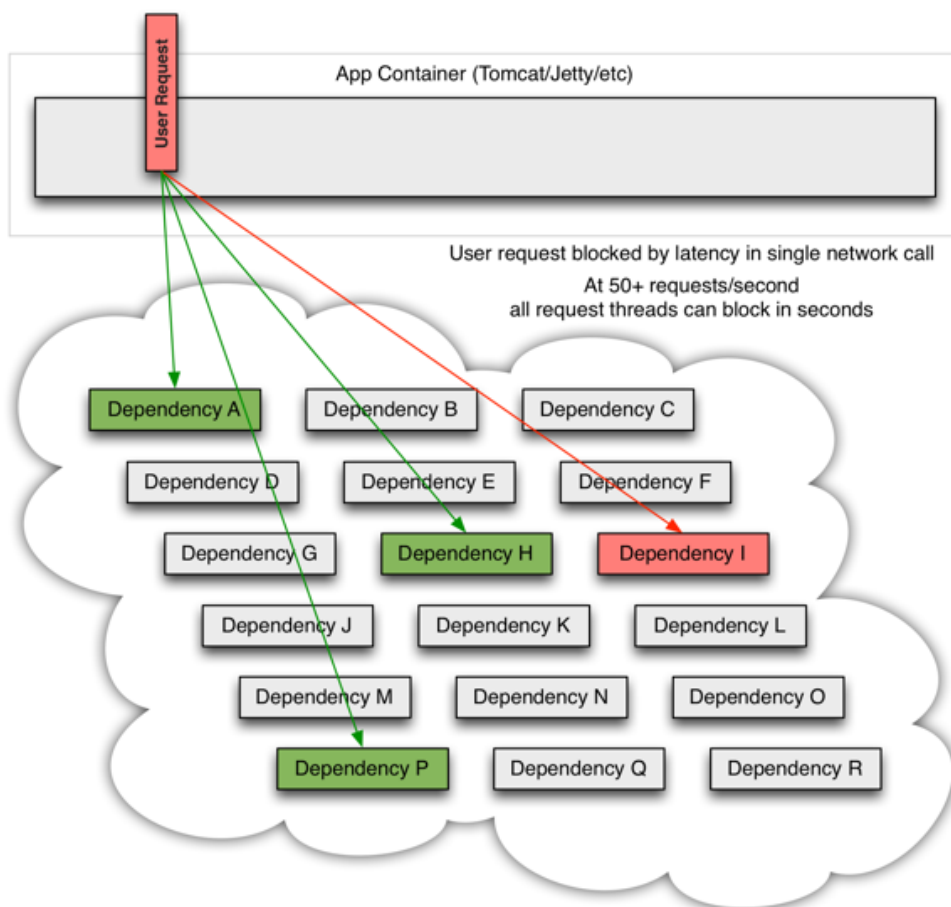 User Request
App Container (Tomcat/Jetty/etc)
User request blocked by latency in single network call
At 50+ requests/second
all request threads can block in seconds
Dependency A
Dependency B
Dependency C
Dependency D
Dependency E
Dependency F
Dependency G
Dependency H
Dependency I
Dependency J
Dependency K
Dependency L
Dependency M
Dependency N
Dependency O
Dependency P
Dependency Q
Dependency R